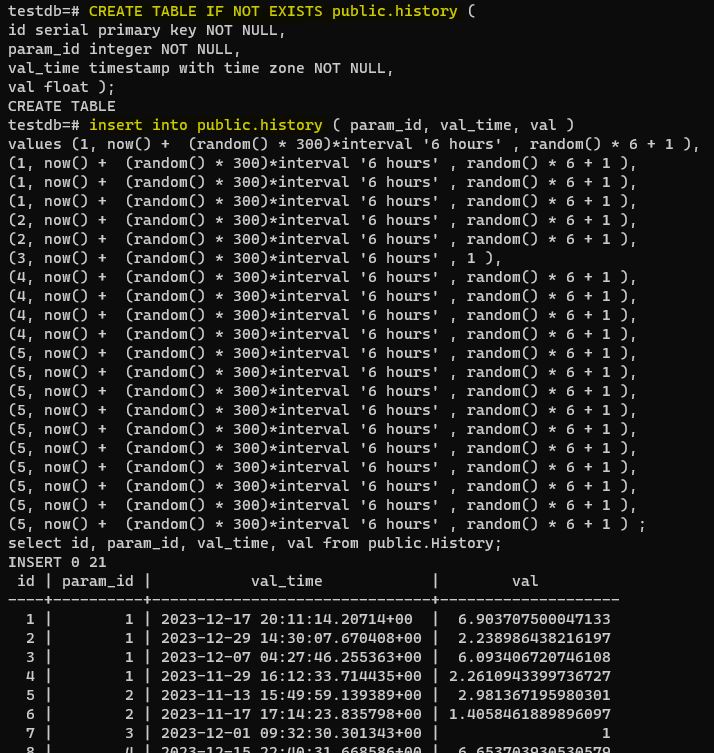 testdb=# CREATE TABLE IF NOT EXISTS public.history (
id serial primary key NOT NULL,
param_id integer NOT NULL,
val_time timestamp with time zone NOT NULL,
val float );
CREATE TABLE
testdb=# insert into public.history ( param_id, val_time, val )
values (1, now() +  (random() * 300)*interval '6 hours' , random() * 6 + 1 ),
(1, now() +  (random() * 300)*interval '6 hours' , random() * 6 + 1 ),
(1, now() +  (random() * 300)*interval '6 hours' , random() * 6 + 1 ),
(1, now() +  (random() * 300)*interval '6 hours' , random() * 6 + 1 ),
(2, now() +  (random() * 300)*interval '6 hours' , random() * 6 + 1 ),
(2, now() +  (random() * 300)*interval '6 hours' , random() * 6 + 1 ),
(3, now() +  (random() * 300)*interval '6 hours' , 1 ),
(4, now() +  (random() * 300)*interval '6 hours' , random() * 6 + 1 ),
(4, now() +  (random() * 300)*interval '6 hours' , random() * 6 + 1 ),
(4, now() +  (random() * 300)*interval '6 hours' , random() * 6 + 1 ),
(4, now() +  (random() * 300)*interval '6 hours' , random() * 6 + 1 ),
(5, now() +  (random() * 300)*interval '6 hours' , random() * 6 + 1 ),
(5, now() +  (random() * 300)*interval '6 hours' , random() * 6 + 1 ),
(5, now() +  (random() * 300)*interval '6 hours' , random() * 6 + 1 ),
(5, now() +  (random() * 300)*interval '6 hours' , random() * 6 + 1 ),
(5, now() +  (random() * 300)*interval '6 hours' , random() * 6 + 1 ),
(5, now() +  (random() * 300)*interval '6 hours' , random() * 6 + 1 ),
(5, now() +  (random() * 300)*interval '6 hours' , random() * 6 + 1 ),
(5, now() +  (random() * 300)*interval '6 hours' , random() * 6 + 1 ),
(5, now() +  (random() * 300)*interval '6 hours' , random() * 6 + 1 ),
(5, now() +  (random() * 300)*interval '6 hours' , random() * 6 + 1 ) ;
select id, param_id, val_time, val from public.History;
INSERT 0 21
 id | param_id |           val_time            |        val
----+----------+-------------------------------+--------------------
  1 |        1 | 2023-12-17 20:11:14.20714+00  |  6.903707500047133
  2 |        1 | 2023-12-29 14:30:07.670408+00 |  2.238986438216197
  3 |        1 | 2023-12-07 04:27:46.255363+00 |  6.093406720746108
  4 |        1 | 2023-11-29 16:12:33.714435+00 | 2.2610943399736727
  5 |        2 | 2023-11-13 15:49:59.139389+00 |  2.981367195980301
  6 |        2 | 2023-11-17 17:14:23.835798+00 | 1.4058461889896097
  7 |        3 | 2023-12-01 09:32:30.301343+00 |                  1
  8 |        4 | 2023-12-15 22:40:31.668586+00 |  6.653703930530579